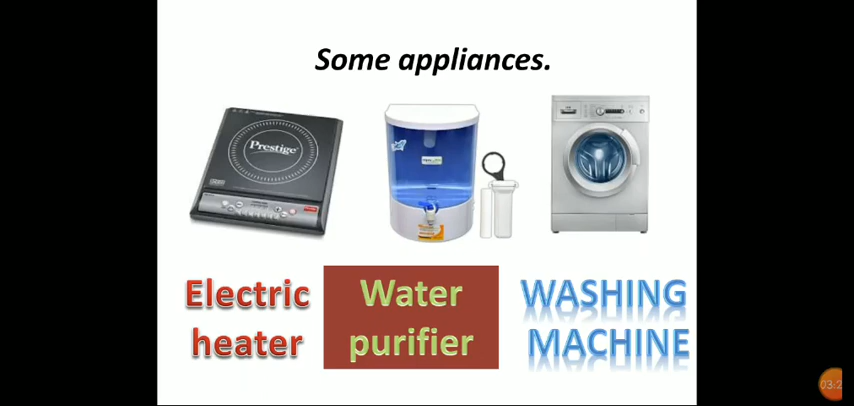 Some appliances.
Prestige
Electric
heater
Water
purifier
WASHING
MACHINE